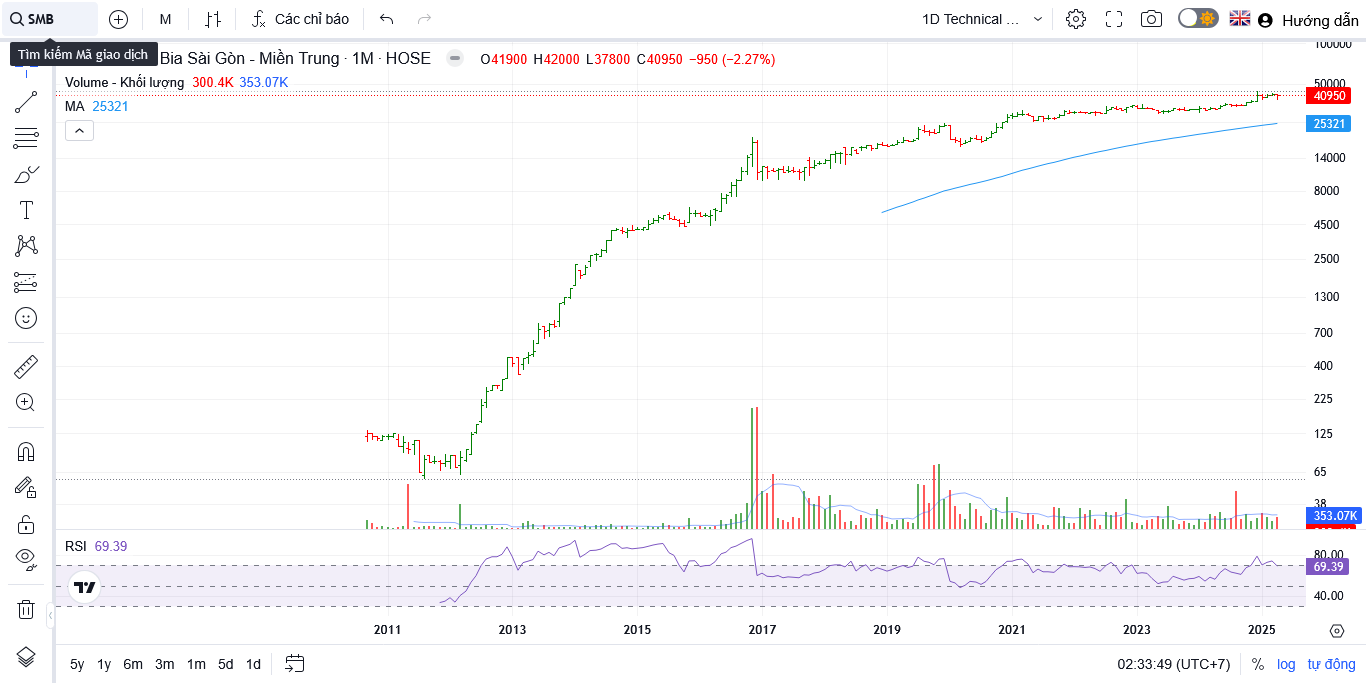 SMB
M
Các chỉ báo
1D Technical ...
Hướng dẫn
Tìm kiếm Mã giao dịch
Bia Sài Gòn - Miền Trung · 1M · HOSE
O41900 H42000 L37800 C40950 −950 (−2.27%)
Volume - Khối lượng 300.4K 353.07K
MA 25321
100000
50000
40950
25321
14000
8000
4500
2500
1300
700
400
225
125
65
38
353.07K
RSI 69.39
80.00
69.39
40.00
2011 2013 2015 2017 2019 2021 2023 2025
5y 1y 6m 3m 1m 5d 1d
02:33:49 (UTC+7)
% log tự động